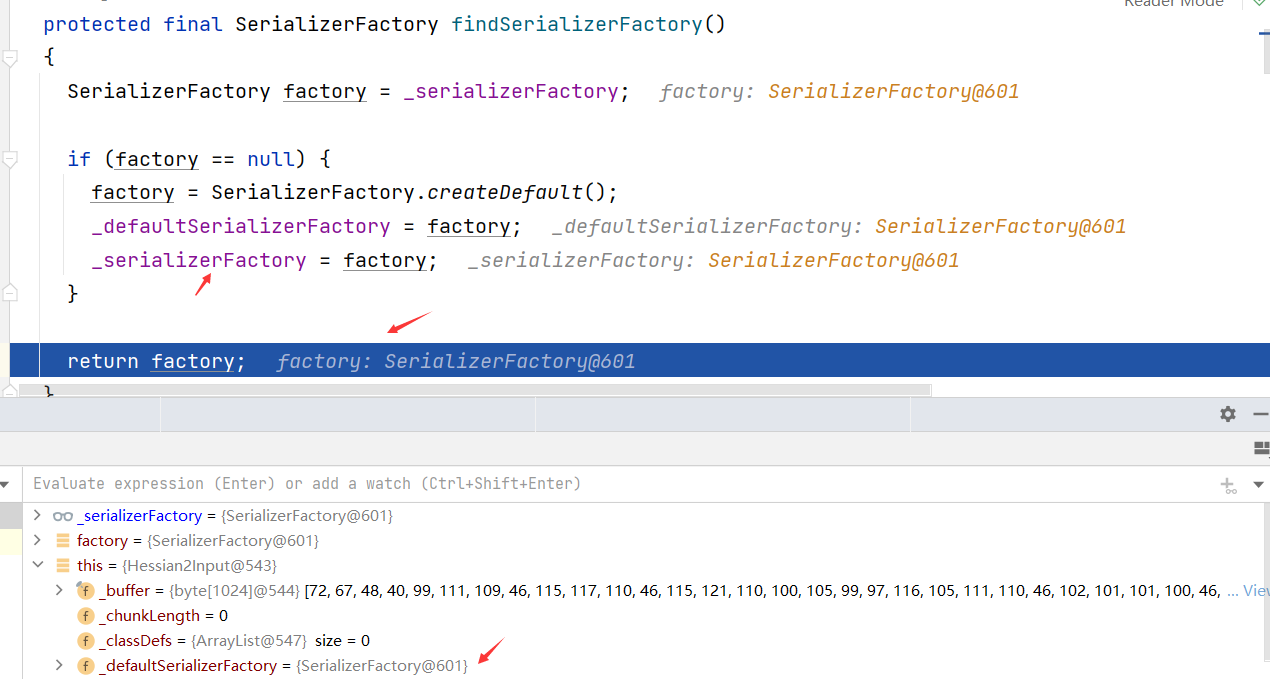 Reader Mode
protected final SerializerFactory findSerializerFactory()
{
SerializerFactory factory = _serializerFactory; factory: SerializerFactory@601
if (factory == null) {
factory = SerializerFactory.createDefault();
_defaultSerializerFactory = factory; _defaultSerializerFactory: SerializerFactory@601
_serializerFactory = factory; _serializerFactory: SerializerFactory@601
}
return factory; factory: SerializerFactory@601
}
Evaluate expression (Enter) or add a watch (Ctrl+Shift+Enter)
_serializerFactory = {SerializerFactory@601}
factory = {SerializerFactory@601}
this = {Hessian2Input@543}
_buffer = {byte[1024]@544} [72, 67, 48, 40, 99, 111, 109, 46, 115, 117, 110, 46, 115, 121, 110, 100, 105, 99, 97, 116, 105, 111, 110, 46, 102, 101, 101, 100, 46, ... View
_chunkLength = 0
_classDefs = {ArrayList@547} size = 0
_defaultSerializerFactory = {SerializerFactory@601}